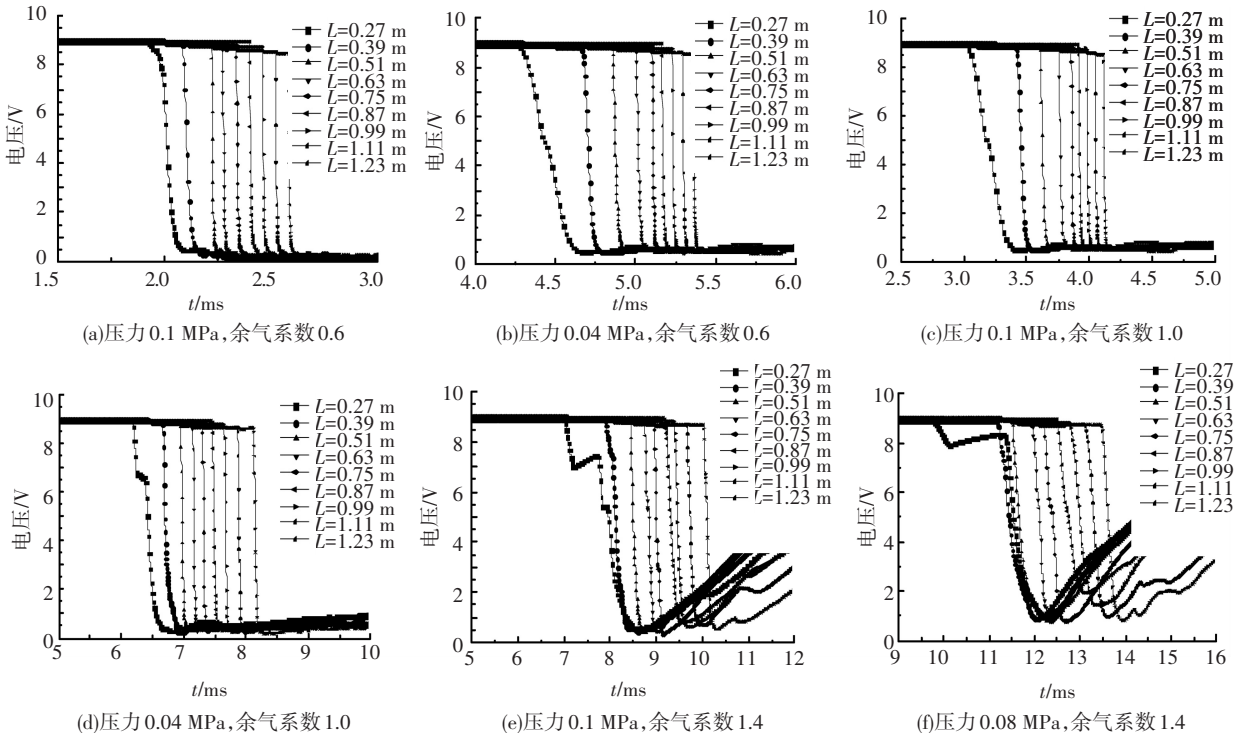 电压/V
10
8
6
4
2
0
L=0.27 m
L=0.39 m
L=0.51 m
L=0.63 m
L=0.75 m
L=0.87 m
L=0.99 m
L=1.11 m
L=1.23 m
1.5 2.0 2.5 3.0
t/ms
(a)压力0.1 MPa,余气系数0.6
电压/V
10
8
6
4
2
0
L=0.27 m
L=0.39 m
L=0.51 m
L=0.63 m
L=0.75 m
L=0.87 m
L=0.99 m
L=1.11 m
L=1.23 m
4.0 4.5 5.0 5.5 6.0
t/ms
(b)压力0.04 MPa,余气系数0.6
电压/V
10
8
6
4
2
0
L=0.27 m
L=0.39 m
L=0.51 m
L=0.63 m
L=0.75 m
L=0.87 m
L=0.99 m
L=1.11 m
L=1.23 m
2.5 3.0 3.5 4.0 4.5 5.0
t/ms
(c)压力0.1 MPa,余气系数1.0
电压/V
10
8
6
4
2
0
L=0.27 m
L=0.39 m
L=0.51 m
L=0.63 m
L=0.75 m
L=0.87 m
L=0.99 m
L=1.11 m
L=1.23 m
5 6 7 8 9 10
t/ms
(d)压力0.04 MPa,余气系数1.0
电压/V
10
8
6
4
2
0
L=0.27 m
L=0.39 m
L=0.51 m
L=0.63 m
L=0.75 m
L=0.87 m
L=0.99 m
L=1.11 m
L=1.23 m
5 6 7 8 9 10 11 12
t/ms
(e)压力0.1 MPa,余气系数1.4
电压/V
10
8
6
4
2
0
L=0.27 m
L=0.39 m
L=0.51 m
L=0.63 m
L=0.75 m
L=0.87 m
L=0.99 m
L=1.11 m
L=1.23 m
9 10 11 12 13 14 15 16
t/ms
(f)压力0.08 MPa,余气系数1.4